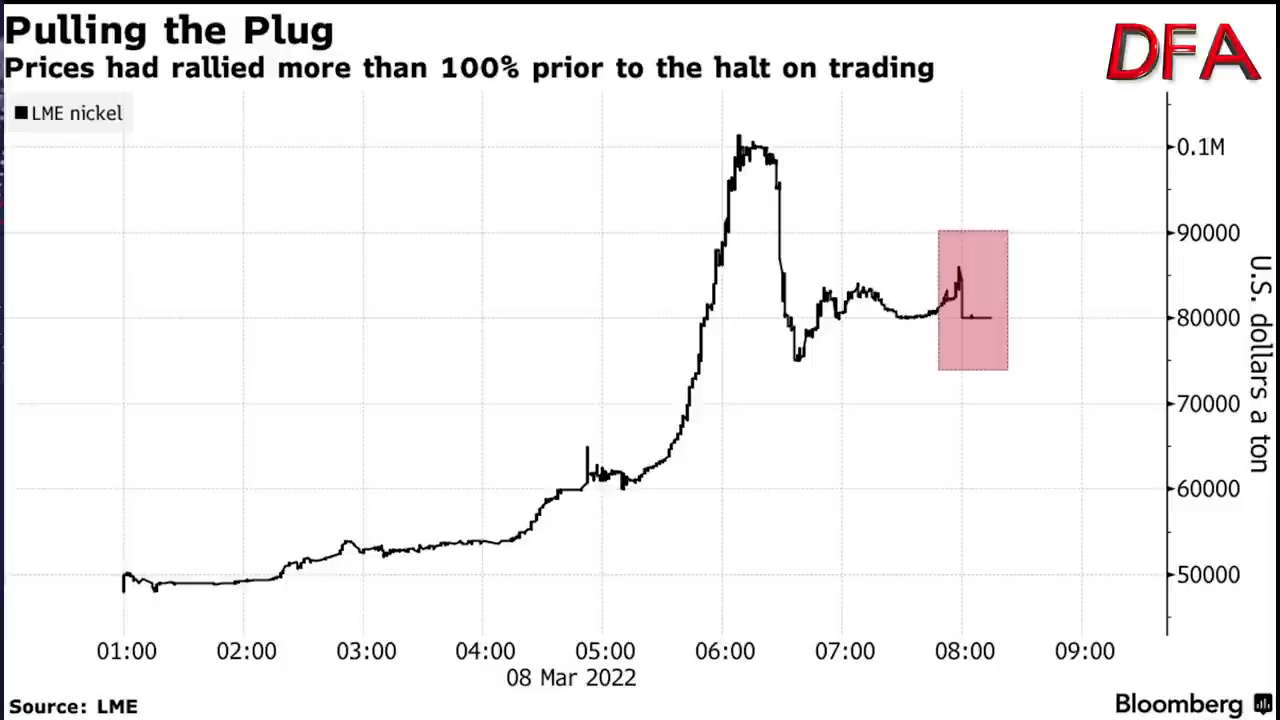 Pulling the Plug
DFA
Prices had rallied more than 100% prior to the halt on trading
LME nickel
0.1M
90000
80000
70000
60000
50000
U.S. dollars a ton
01:00 02:00 03:00 04:00 05:00 06:00 07:00 08:00 09:00
08 Mar 2022
Source: LME
Bloomberg